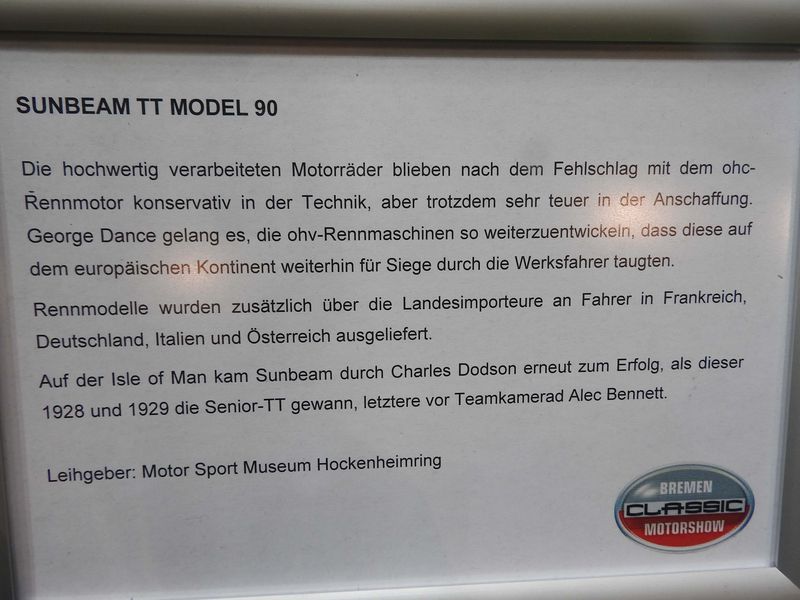 SUNBEAM TT MODEL 90
Die hochwertig verarbeiteten Motorräder blieben nach dem Fehlschlag mit dem ohc-
Rennmotor konservativ in der Technik, aber trotzdem sehr teuer in der Anschaffung.
George Dance gelang es, die ohv-Rennmaschinen so weiterzuentwickeln, dass diese auf
dem europäischen Kontinent weiterhin für Siege durch die Werksfahrer taugten.
Rennmodelle wurden zusätzlich über die Landesimporteure an Fahrer in Frankreich,
Deutschland, Italien und Österreich ausgeliefert.
Auf der Isle of Man kam Sunbeam durch Charles Dodson erneut zum Erfolg, als dieser
1928 und 1929 die Senior-TT gewann, letztere vor Teamkamerad Alec Bennett.
Leihgeber: Motor Sport Museum Hockenheimring
BREMEN
CLASSIC
MOTORSHOW